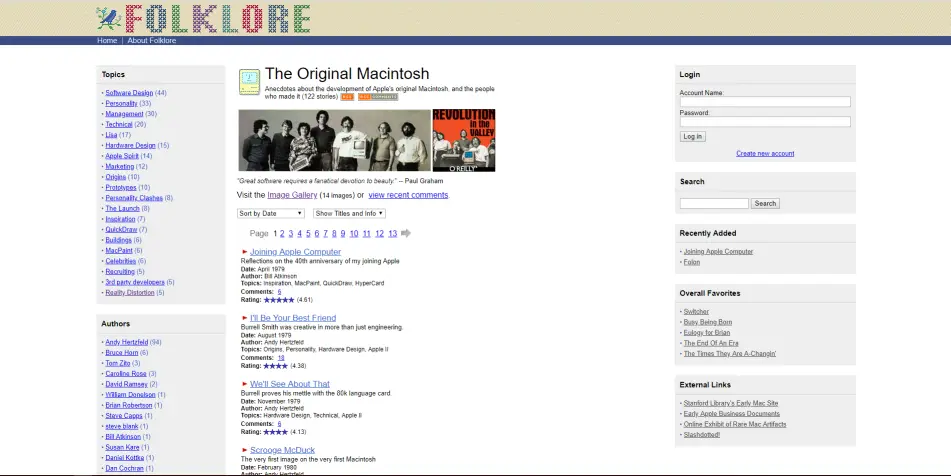 FOLKLORE
Home | About Folklore
Topics
Software Design (44)
Personality (33)
Management (30)
Technical (20)
Lisa (17)
Hardware Design (15)
Apple Spirit (14)
Marketing (12)
Origins (10)
Prototypes (10)
Personality Clashes (8)
The Launch (8)
Inspiration (7)
QuickDraw (7)
Buildings (6)
MacPaint (6)
Celebrities (6)
Recruiting (5)
3rd party developers (5)
Reality Distortion (5)
Authors
Andy Hertzfeld (94)
Bruce Horn (6)
Tom Zito (3)
Caroline Rose (3)
David Ramsey (2)
William Donelson (1)
Brian Robertson (1)
Steve Capps (1)
steve blank (1)
Bill Atkinson (1)
Susan Kare (1)
Daniel Kottke (1)
Dan Cochran (1)
The Original Macintosh
Anecdotes about the development of Apple's original Macintosh, and the people
who made it (122 stories)
REVOLUTION
in the
VALLEY
O REILLY
"Great software requires a fanatical devotion to beauty." -- Paul Graham
Visit the Image Gallery (14 images) or view recent comments.
Sort by Date Show Titles and Info
Page 1 2 3 4 5 6 7 8 9 10 11 12 13
Joining Apple Computer
Reflections on the 40th anniversary of my joining Apple
Date: April 1979
Author: Bill Atkinson
Topics: Inspiration, MacPaint, QuickDraw, HyperCard
Comments: 6
Rating: ★★★★★ (4.61)
I'll Be Your Best Friend
Burrell Smith was creative in more than just engineering.
Date: August 1979
Author: Andy Hertzfeld
Topics: Origins, Personality, Hardware Design, Apple II
Comments: 18
Rating: ★★★★ (4.38)
We'll See About That
Burrell proves his mettle with the 80k language card.
Date: November 1979
Author: Andy Hertzfeld
Topics: Hardware Design, Technical, Apple II
Comments: 6
Rating: ★★★★ (4.13)
Scrooge McDuck
The very first image on the very first Macintosh
Date: February 1980
Author: Andy Hertzfeld
Login
Account Name:
Password:
Log in
Create new account
Search
Search
Recently Added
Joining Apple Computer
Folon
Overall Favorites
Switcher
Busy Being Born
Eulogy for Brian
The End Of An Era
The Times They Are A-Changin'
External Links
Stanford Library's Early Mac Site
Early Apple Business Documents
Online Exhibit of Rare Mac Artifacts
Slashdotted!